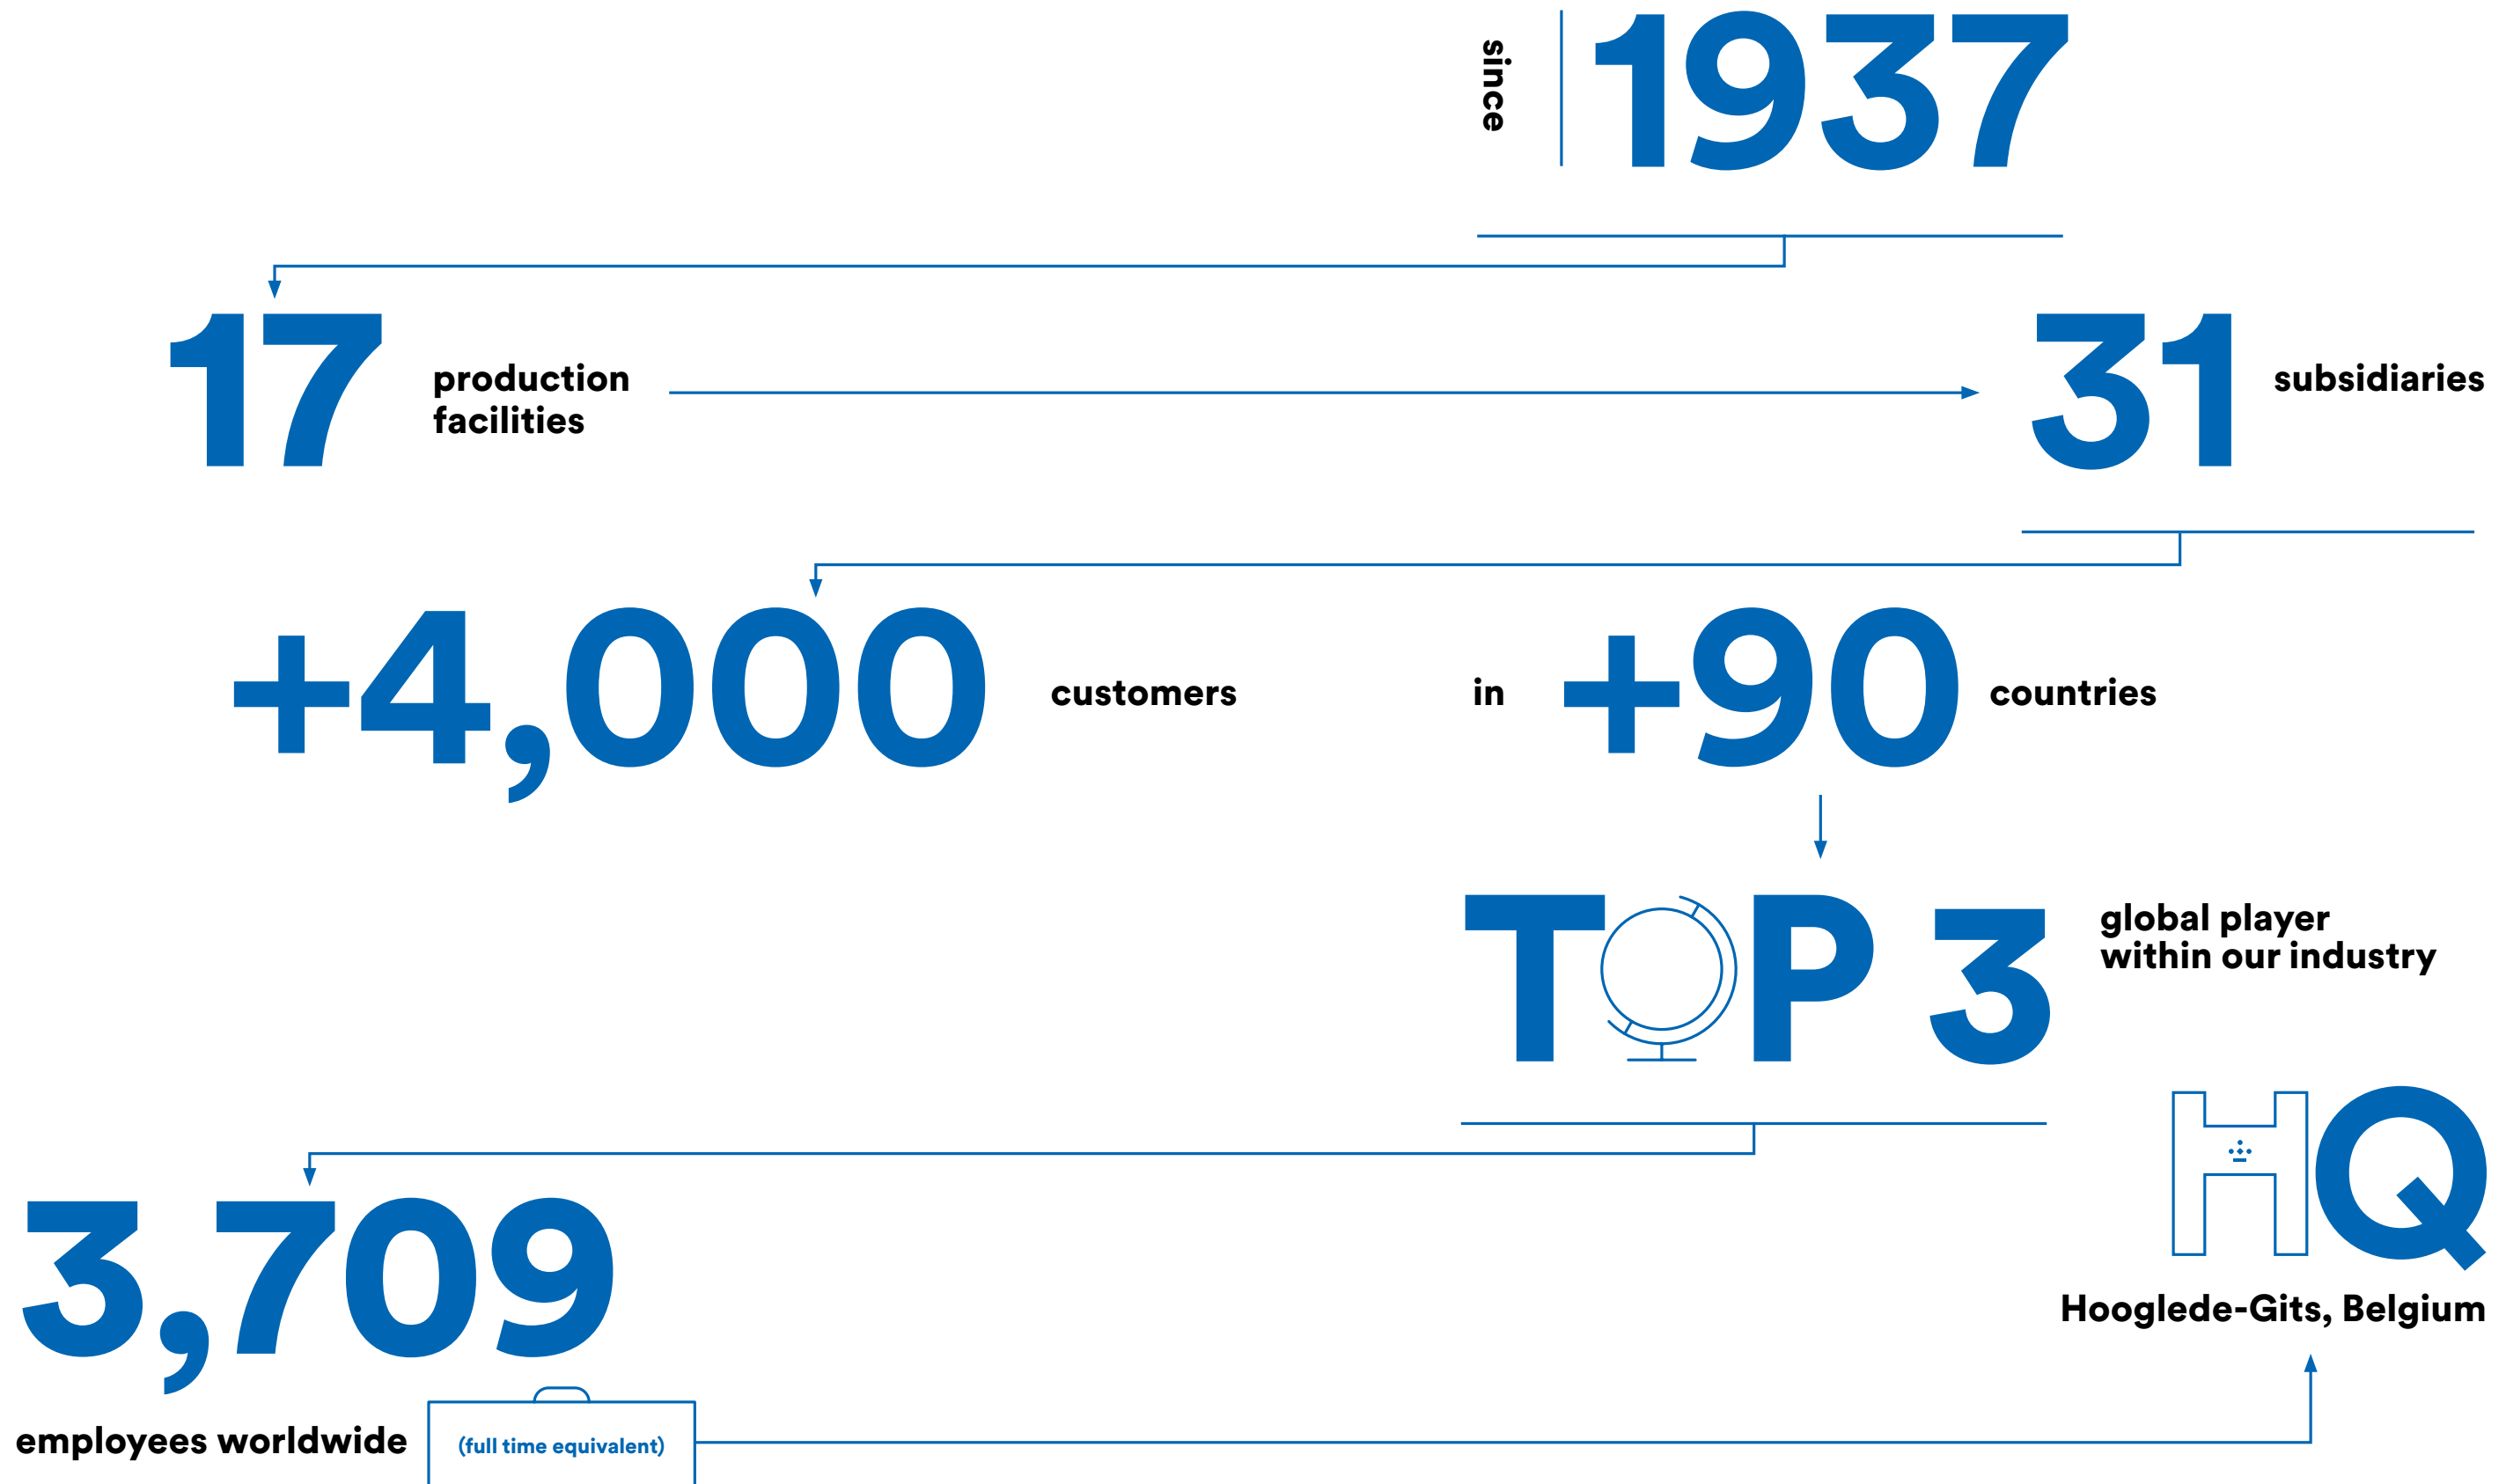 since 1937
17 production
facilities
31 subsidiaries
+4,000 customers in +90 countries
TOP 3 global player
within our industry
HQ
Hooglede-Gits, Belgium
3,709
employees worldwide (full time equivalent)